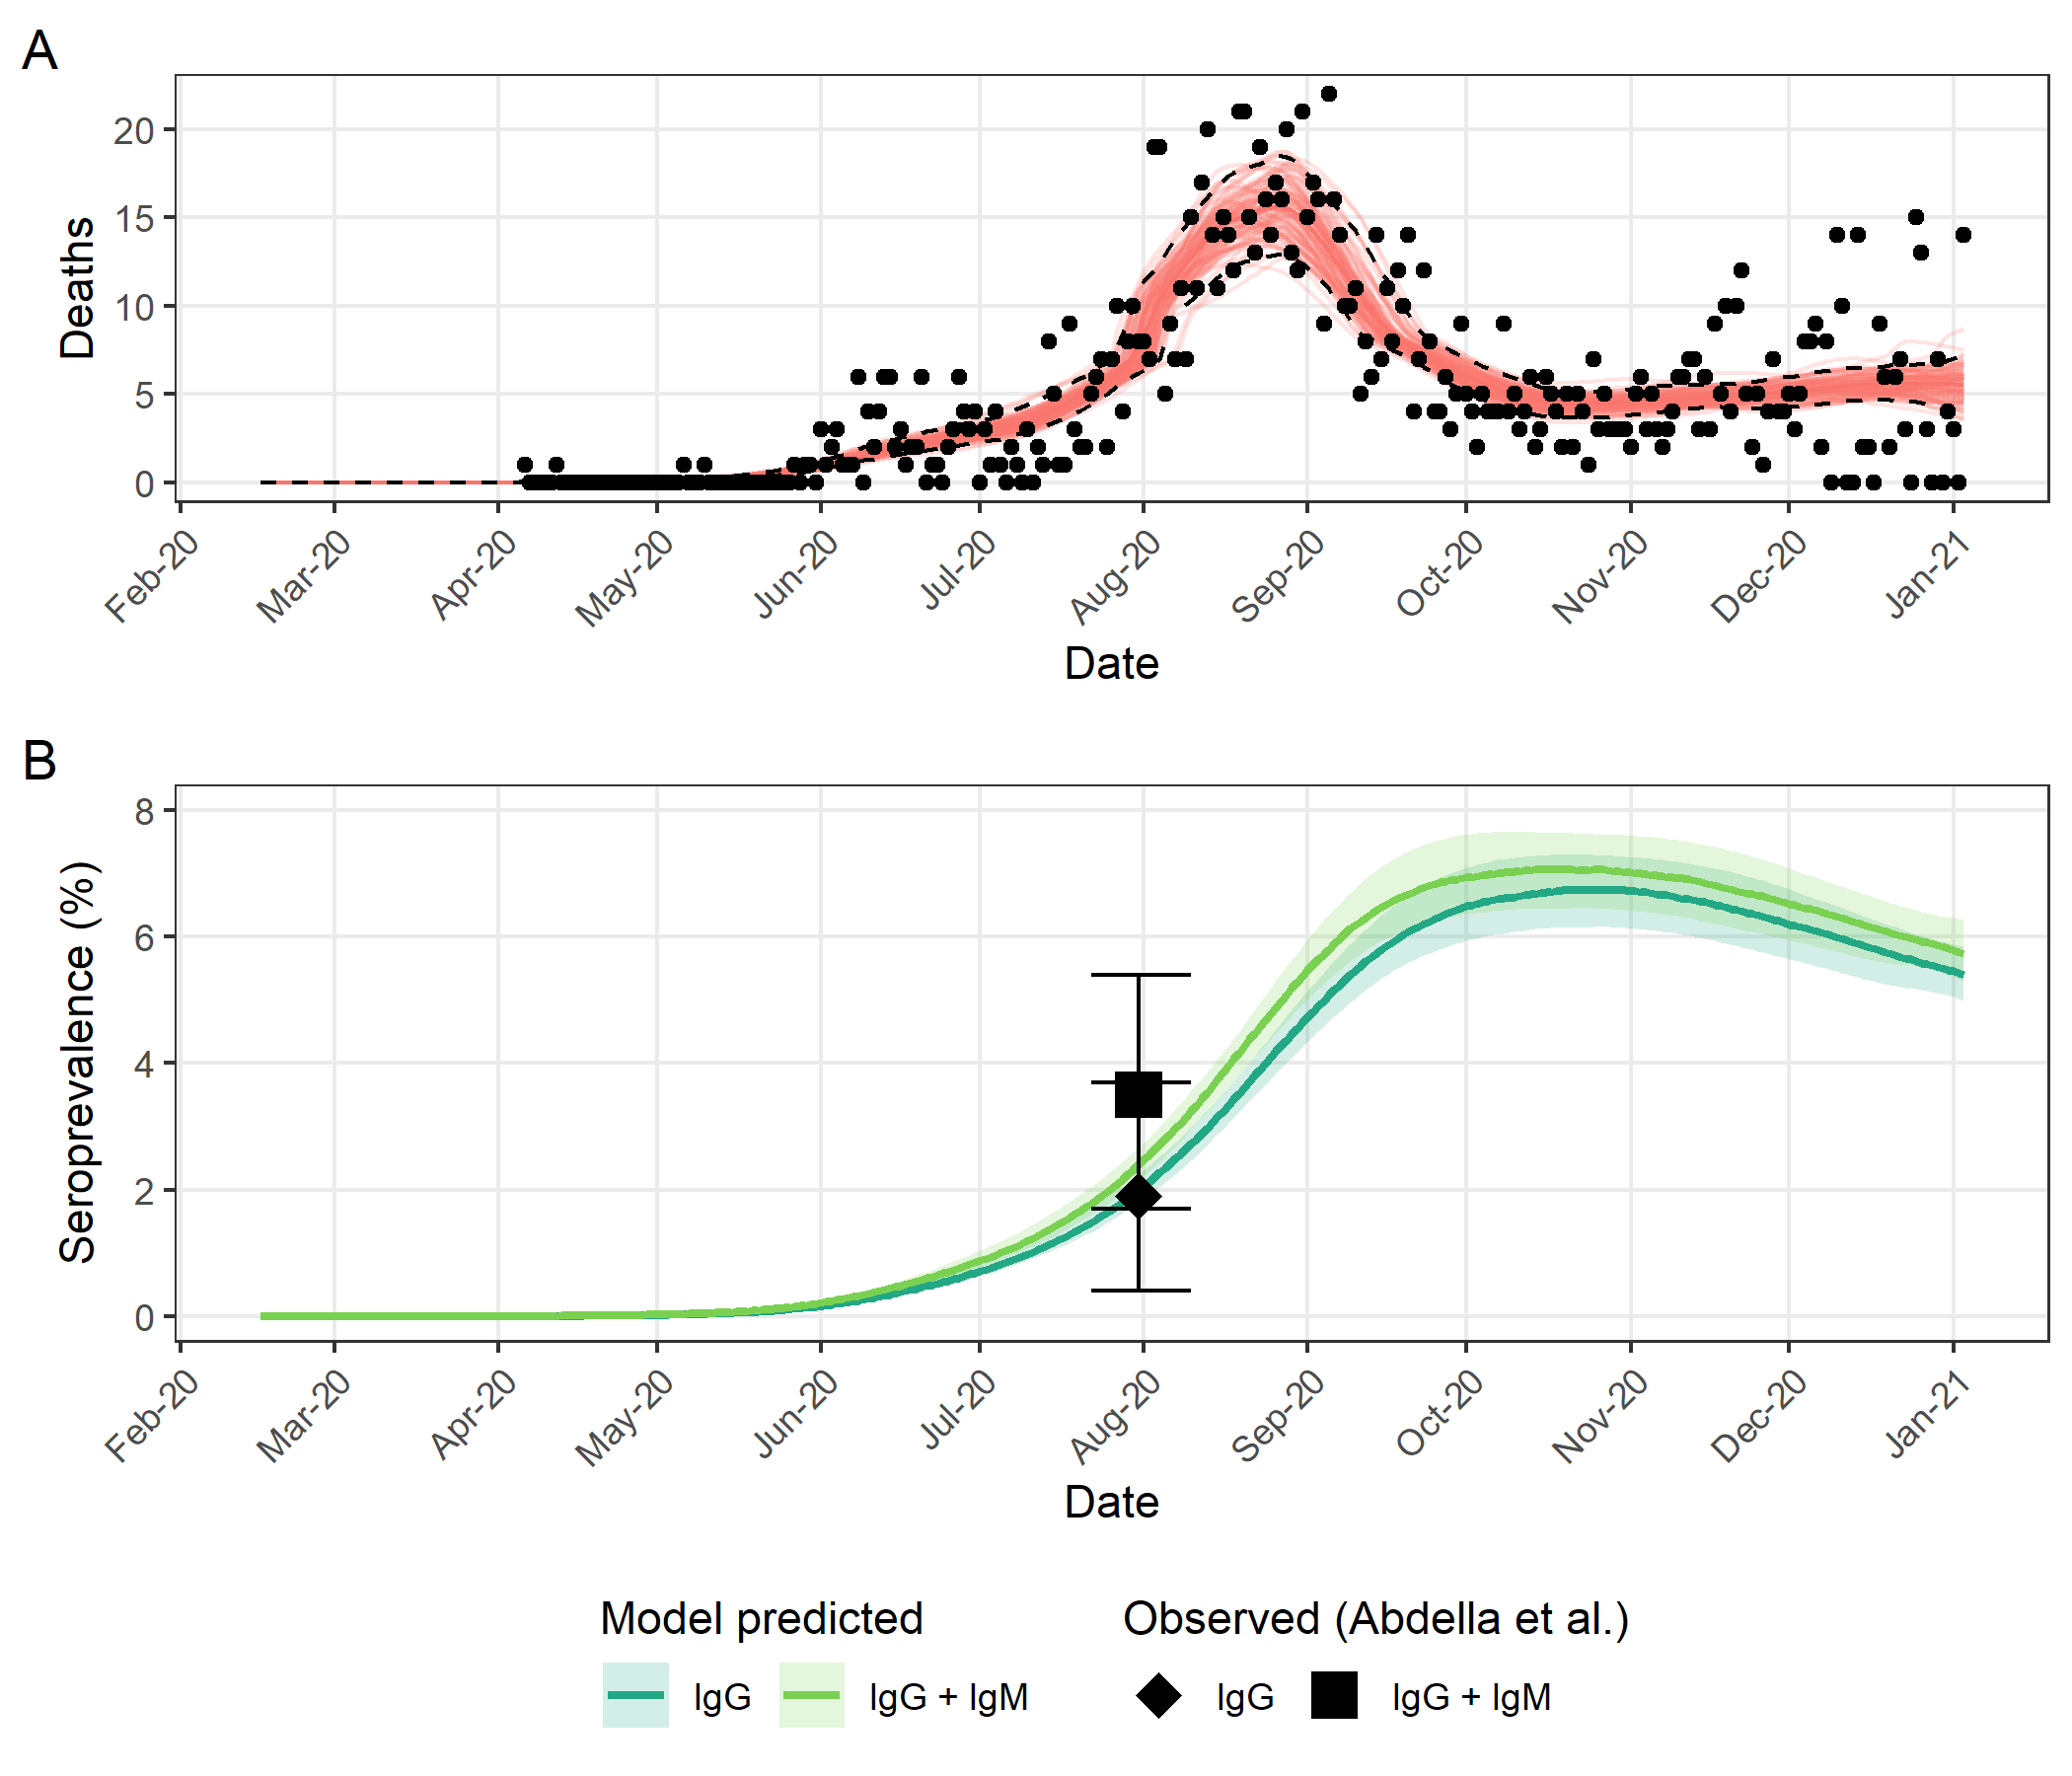 A
Deaths
20
15
10
5
0
Feb-20 Mar-20 Apr-20 May-20 Jun-20 Jul-20 Aug-20 Sep-20 Oct-20 Nov-20 Dec-20 Jan-21
Date
B
Seroprevalence (%)
8
6
4
2
0
Feb-20 Mar-20 Apr-20 May-20 Jun-20 Jul-20 Aug-20 Sep-20 Oct-20 Nov-20 Dec-20 Jan-21
Date
Model predicted Observed (Abdella et al.)
IgG IgG + IgM IgG IgG + IgM